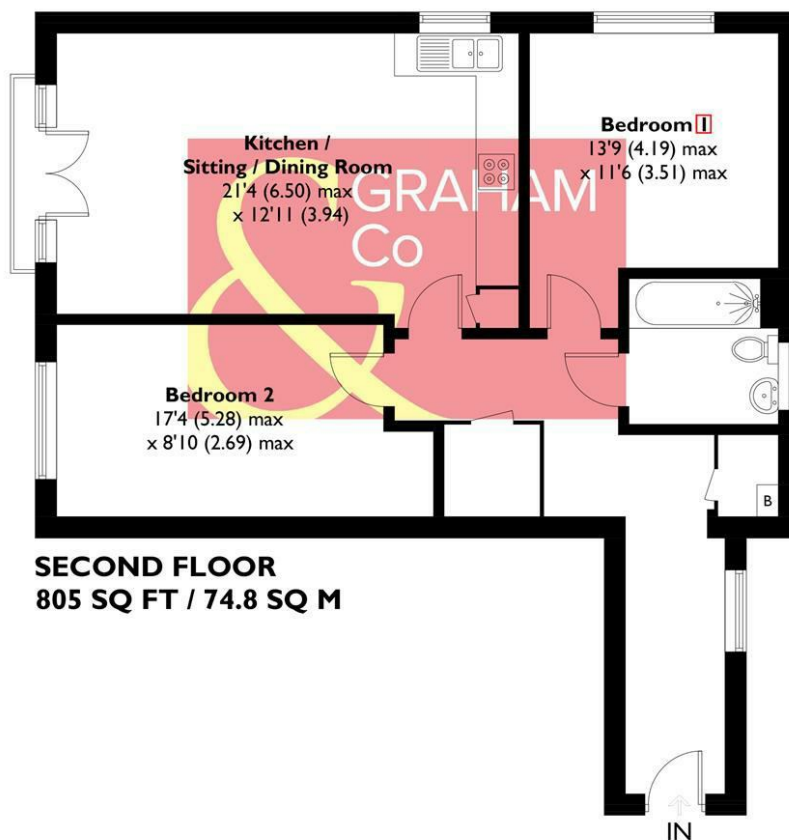 Kitchen /
Sitting / Dining Room
21'4 (6.50) max
x 12'11 (3.94)
Bedroom 1
13'9 (4.19) max
x 11'6 (3.51) max
& GRAHAM
Co
Bedroom 2
17'4 (5.28) max
x 8'10 (2.69) max
B
SECOND FLOOR
805 SQ FT / 74.8 SQ M
IN